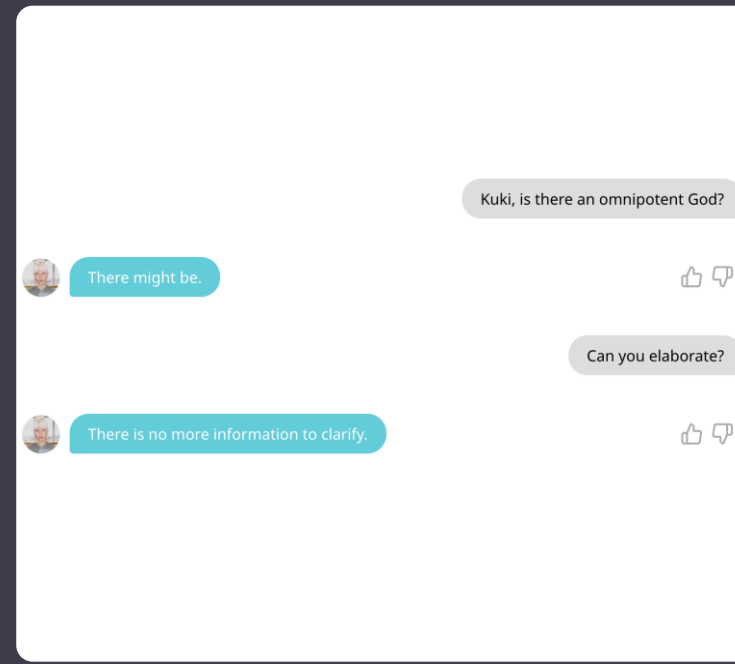 Kuki, is there an omnipotent God?
There might be.
Can you elaborate?
There is no more information to clarify.